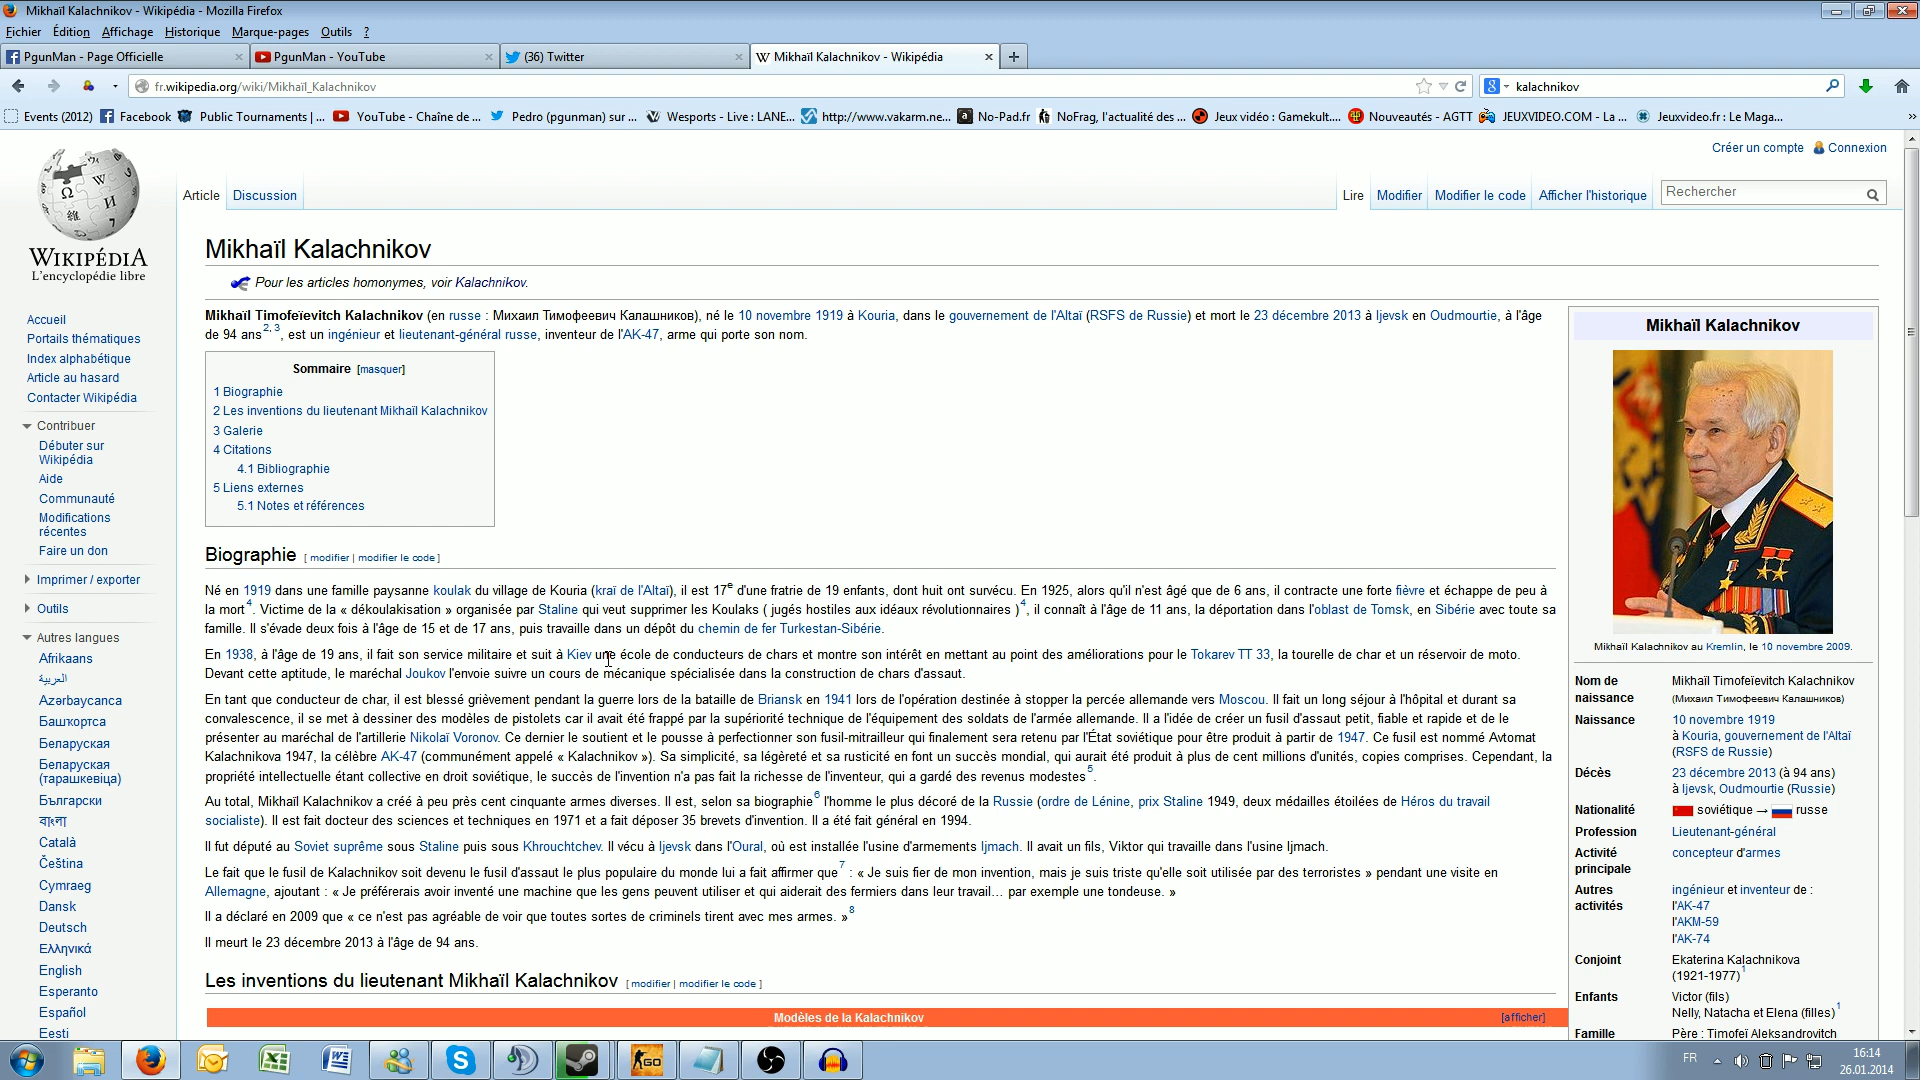 Mikhaïl Kalachnikov - Wikipédia - Mozilla Firefox
Fichier Édition Affichage Historique Marque-pages Outils ?
PgunMan - Page Officielle
PgunMan - YouTube
(36) Twitter
Mikhaïl Kalachnikov - Wikipédia
fr.wikipedia.org/wiki/Mikhaïl_Kalachnikov
kalachnikov
Events (2012) Facebook Public Tournaments | ... YouTube - Chaîne de ... Pedro (pgunman) sur ... Wesports - Live : LANE... http://www.vakarm.ne... No-Pad.fr NoFrag, l'actualité des ... Jeux vidéo : Gamekult.... Nouveautés - AGTT JEUXVIDEO.COM - La ... Jeuxvideo.fr : Le Maga...
Créer un compte Connexion
Article Discussion
Lire Modifier Modifier le code Afficher l'historique Rechercher
WIKIPÉDIA
L'encyclopédie libre
Accueil
Portails thématiques
Index alphabétique
Article au hasard
Contacter Wikipédia
Contribuer
Débuter sur
Wikipédia
Aide
Communauté
Modifications
récentes
Faire un don
Imprimer / exporter
Outils
Autres langues
Afrikaans
العربية
Azərbaycanca
Башҡортса
Беларуская
Беларуская
(тарашкевіца)
Български
বাংলা
Català
Čeština
Cymraeg
Dansk
Deutsch
Ελληνικά
English
Esperanto
Español
Eesti
Mikhaïl Kalachnikov
Pour les articles homonymes, voir Kalachnikov.
Mikhaïl Timofeïevitch Kalachnikov (en russe : Михаил Тимофеевич Калашников), né le 10 novembre 1919 à Kouria, dans le gouvernement de l'Altaï (RSFS de Russie) et mort le 23 décembre 2013 à Ijevsk en Oudmourtie, à l'âge
de 94 ans2, 3, est un ingénieur et lieutenant-général russe, inventeur de l'AK-47, arme qui porte son nom.
Sommaire [masquer]
1 Biographie
2 Les inventions du lieutenant Mikhaïl Kalachnikov
3 Galerie
4 Citations
4.1 Bibliographie
5 Liens externes
5.1 Notes et références
Biographie [ modifier | modifier le code ]
Né en 1919 dans une famille paysanne koulak du village de Kouria (kraï de l'Altaï), il est 17e d'une fratrie de 19 enfants, dont huit ont survécu. En 1925, alors qu'il n'est âgé que de 6 ans, il contracte une forte fièvre et échappe de peu à
la mort4. Victime de la « dékoulakisation » organisée par Staline qui veut supprimer les Koulaks ( jugés hostiles aux idéaux révolutionnaires )4, il connaît à l'âge de 11 ans, la déportation dans l'oblast de Tomsk, en Sibérie avec toute sa
famille. Il s'évade deux fois à l'âge de 15 et de 17 ans, puis travaille dans un dépôt du chemin de fer Turkestan-Sibérie.
En 1938, à l'âge de 19 ans, il fait son service militaire et suit à Kiev une école de conducteurs de chars et montre son intérêt en mettant au point des améliorations pour le Tokarev TT 33, la tourelle de char et un réservoir de moto.
Devant cette aptitude, le maréchal Joukov l'envoie suivre un cours de mécanique spécialisée dans la construction de chars d'assaut.
En tant que conducteur de char, il est blessé grièvement pendant la guerre lors de la bataille de Briansk en 1941 lors de l'opération destinée à stopper la percée allemande vers Moscou. Il fait un long séjour à l'hôpital et durant sa
convalescence, il se met à dessiner des modèles de pistolets car il avait été frappé par la supériorité technique de l'équipement des soldats de l'armée allemande. Il a l'idée de créer un fusil d'assaut petit, fiable et rapide et de le
présenter au maréchal de l'artillerie Nikolaï Voronov. Ce dernier le soutient et le pousse à perfectionner son fusil-mitrailleur qui finalement sera retenu par l'État soviétique pour être produit à partir de 1947. Ce fusil est nommé Avtomat
Kalachnikova 1947, la célèbre AK-47 (communément appelé « Kalachnikov »). Sa simplicité, sa légèreté et sa rusticité en font un succès mondial, qui aurait été produit à plus de cent millions d'unités, copies comprises. Cependant, la
propriété intellectuelle étant collective en droit soviétique, le succès de l'invention n'a pas fait la richesse de l'inventeur, qui a gardé des revenus modestes5.
Au total, Mikhaïl Kalachnikov a créé à peu près cent cinquante armes diverses. Il est, selon sa biographie6 l'homme le plus décoré de la Russie (ordre de Lénine, prix Staline 1949, deux médailles étoilées de Héros du travail
socialiste). Il est fait docteur des sciences et techniques en 1971 et a fait déposer 35 brevets d'invention. Il a été fait général en 1994.
Il fut député au Soviet suprême sous Staline puis sous Khrouchtchev. Il vécu à Ijevsk dans l'Oural, où est installée l'usine d'armements Ijmach. Il avait un fils, Viktor qui travaille dans l'usine Ijmach.
Le fait que le fusil de Kalachnikov soit devenu le fusil d'assaut le plus populaire du monde lui a fait affirmer que7 : « Je suis fier de mon invention, mais je suis triste qu'elle soit utilisée par des terroristes » pendant une visite en
Allemagne, ajoutant : « Je préférerais avoir inventé une machine que les gens peuvent utiliser et qui aiderait des fermiers dans leur travail... par exemple une tondeuse. »
Il a déclaré en 2009 que « ce n'est pas agréable de voir que toutes sortes de criminels tirent avec mes armes. »8
Il meurt le 23 décembre 2013 à l'âge de 94 ans.
Les inventions du lieutenant Mikhaïl Kalachnikov [ modifier | modifier le code ]
Modèles de la Kalachnikov [afficher]
Mikhaïl Kalachnikov
Mikhaïl Kalachnikov au Kremlin, le 10 novembre 2009.
Nom de naissance Mikhaïl Timofeïevitch Kalachnikov
(Михаил Тимофеевич Калашников)
Naissance 10 novembre 1919
à Kouria, gouvernement de l'Altaï
(RSFS de Russie)
Décès 23 décembre 2013 (à 94 ans)
à Ijevsk, Oudmourtie (Russie)
Nationalité soviétique → russe
Profession Lieutenant-général
Activité principale concepteur d'armes
Autres activités ingénieur et inventeur de :
l'AK-47
l'AKM-59
l'AK-74
Conjoint Ekaterina Kalachnikova
(1921-1977)1
Enfants Victor (fils)
Nelly, Natacha et Elena (filles)1
Famille Père : Timofeï Aleksandrovitch
FR
16:14
26.01.2014